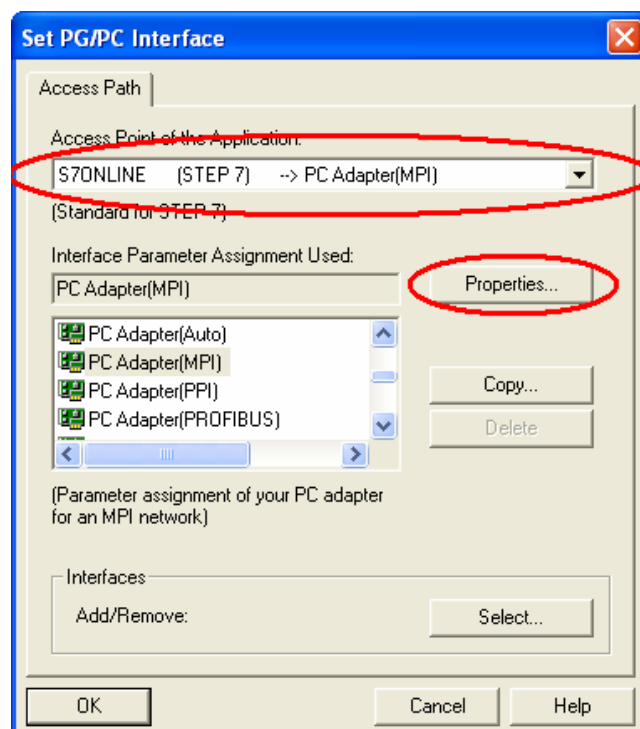 Set PG/PC Interface
Access Path
Access Point of the Application:
S7ONLINE (STEP 7) --> PC Adapter(MPI)
(Standard for STEP 7)
Interface Parameter Assignment Used:
PC Adapter(MPI)
Properties...
PC Adapter(Auto)
PC Adapter(MPI)
PC Adapter(PPI)
PC Adapter(PROFIBUS)
Copy...
Delete
(Parameter assignment of your PC adapter
for an MPI network)
Interfaces
Add/Remove:
Select...
OK
Cancel
Help